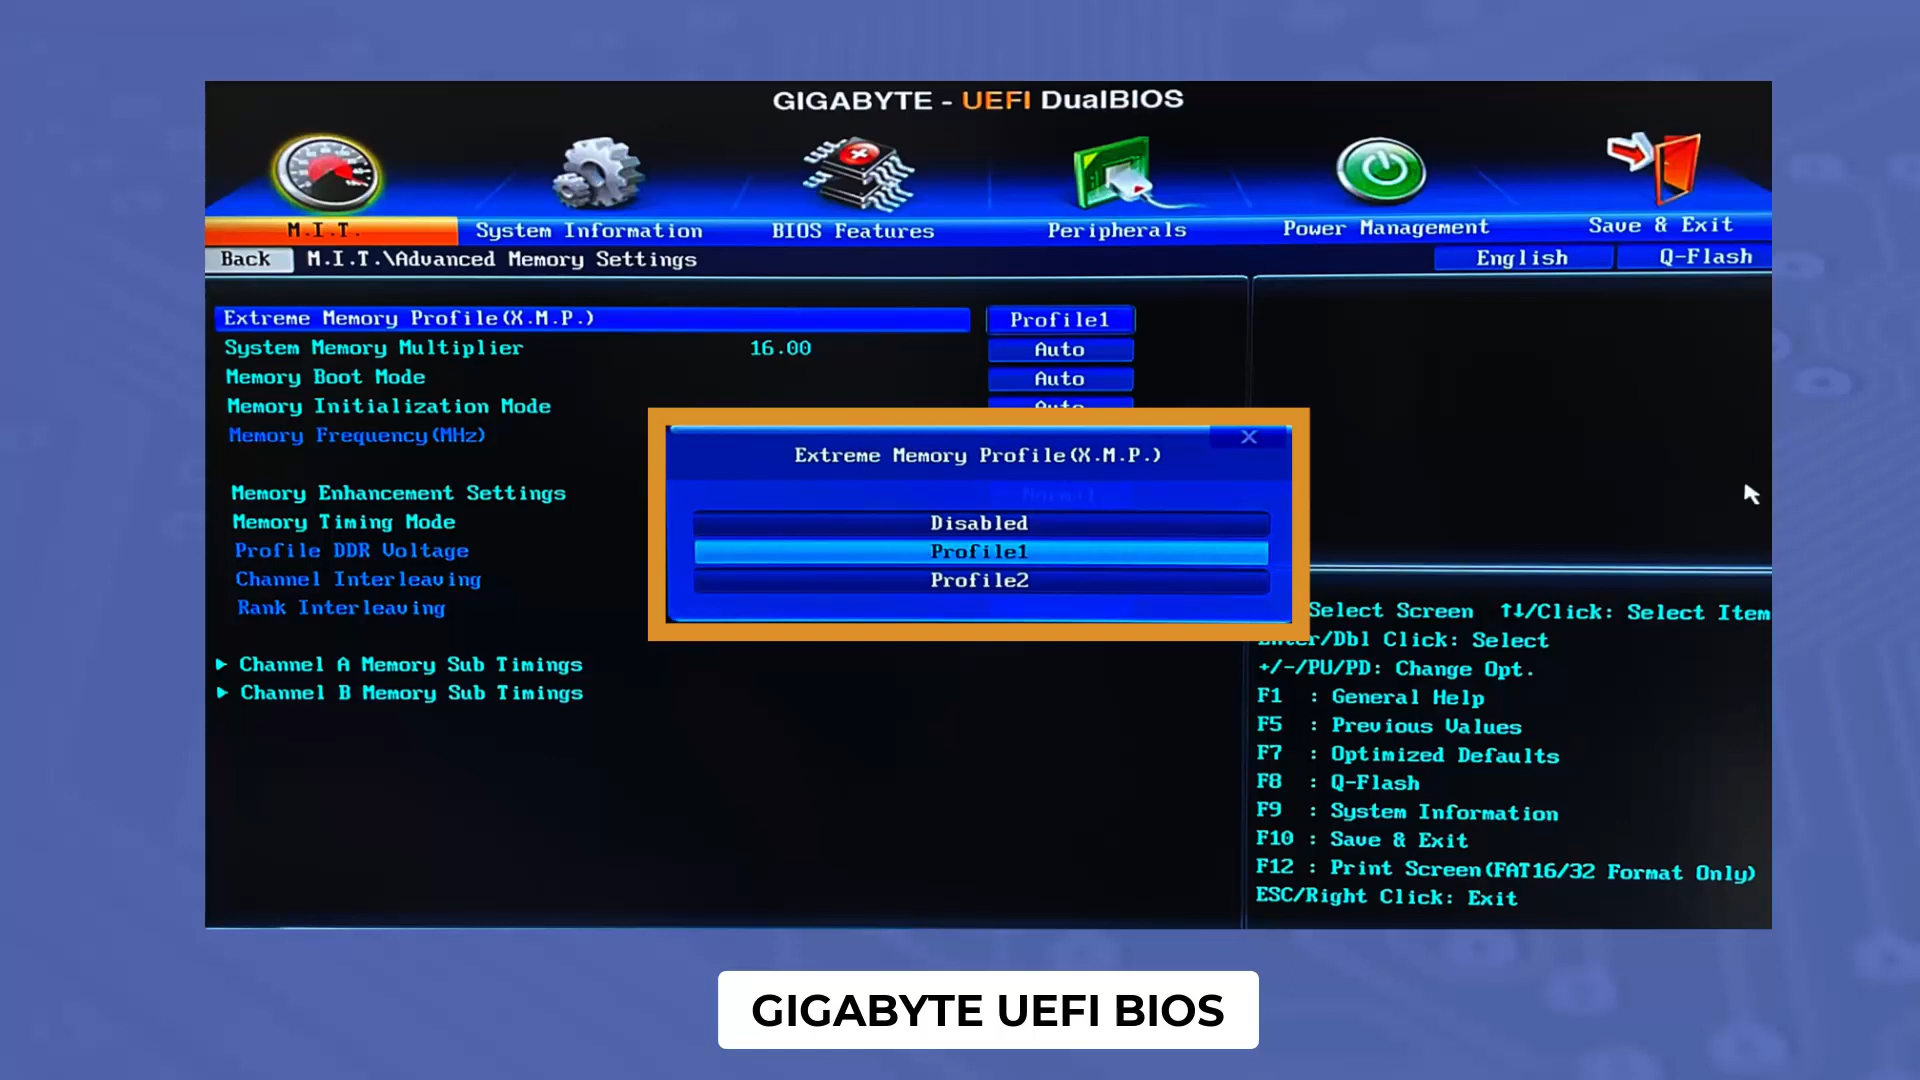 GIGABYTE - UEFI DualBIOS
M.I.T. System Information BIOS Features Peripherals Power Management Save & Exit
Back M.I.T.\Advanced Memory Settings English Q-Flash
Extreme Memory Profile(X.M.P.) Profile1
System Memory Multiplier 16.00 Auto
Memory Boot Mode Auto
Memory Initialization Mode Auto
Memory Frequency(MHz)
X
Extreme Memory Profile(X.M.P.)
Memory Enhancement Settings Normal
Memory Timing Mode
Disabled
Profile DDR Voltage
Profile1
Channel Interleaving
Profile2
Rank Interleaving
Channel A Memory Sub Timings
Channel B Memory Sub Timings
Select Screen ↑↓/Click: Select Item
Enter/Dbl Click: Select
+/-/PU/PD: Change Opt.
F1 : General Help
F5 : Previous Values
F7 : Optimized Defaults
F8 : Q-Flash
F9 : System Information
F10 : Save & Exit
F12 : Print Screen(FAT16/32 Format Only)
ESC/Right Click: Exit
GIGABYTE UEFI BIOS